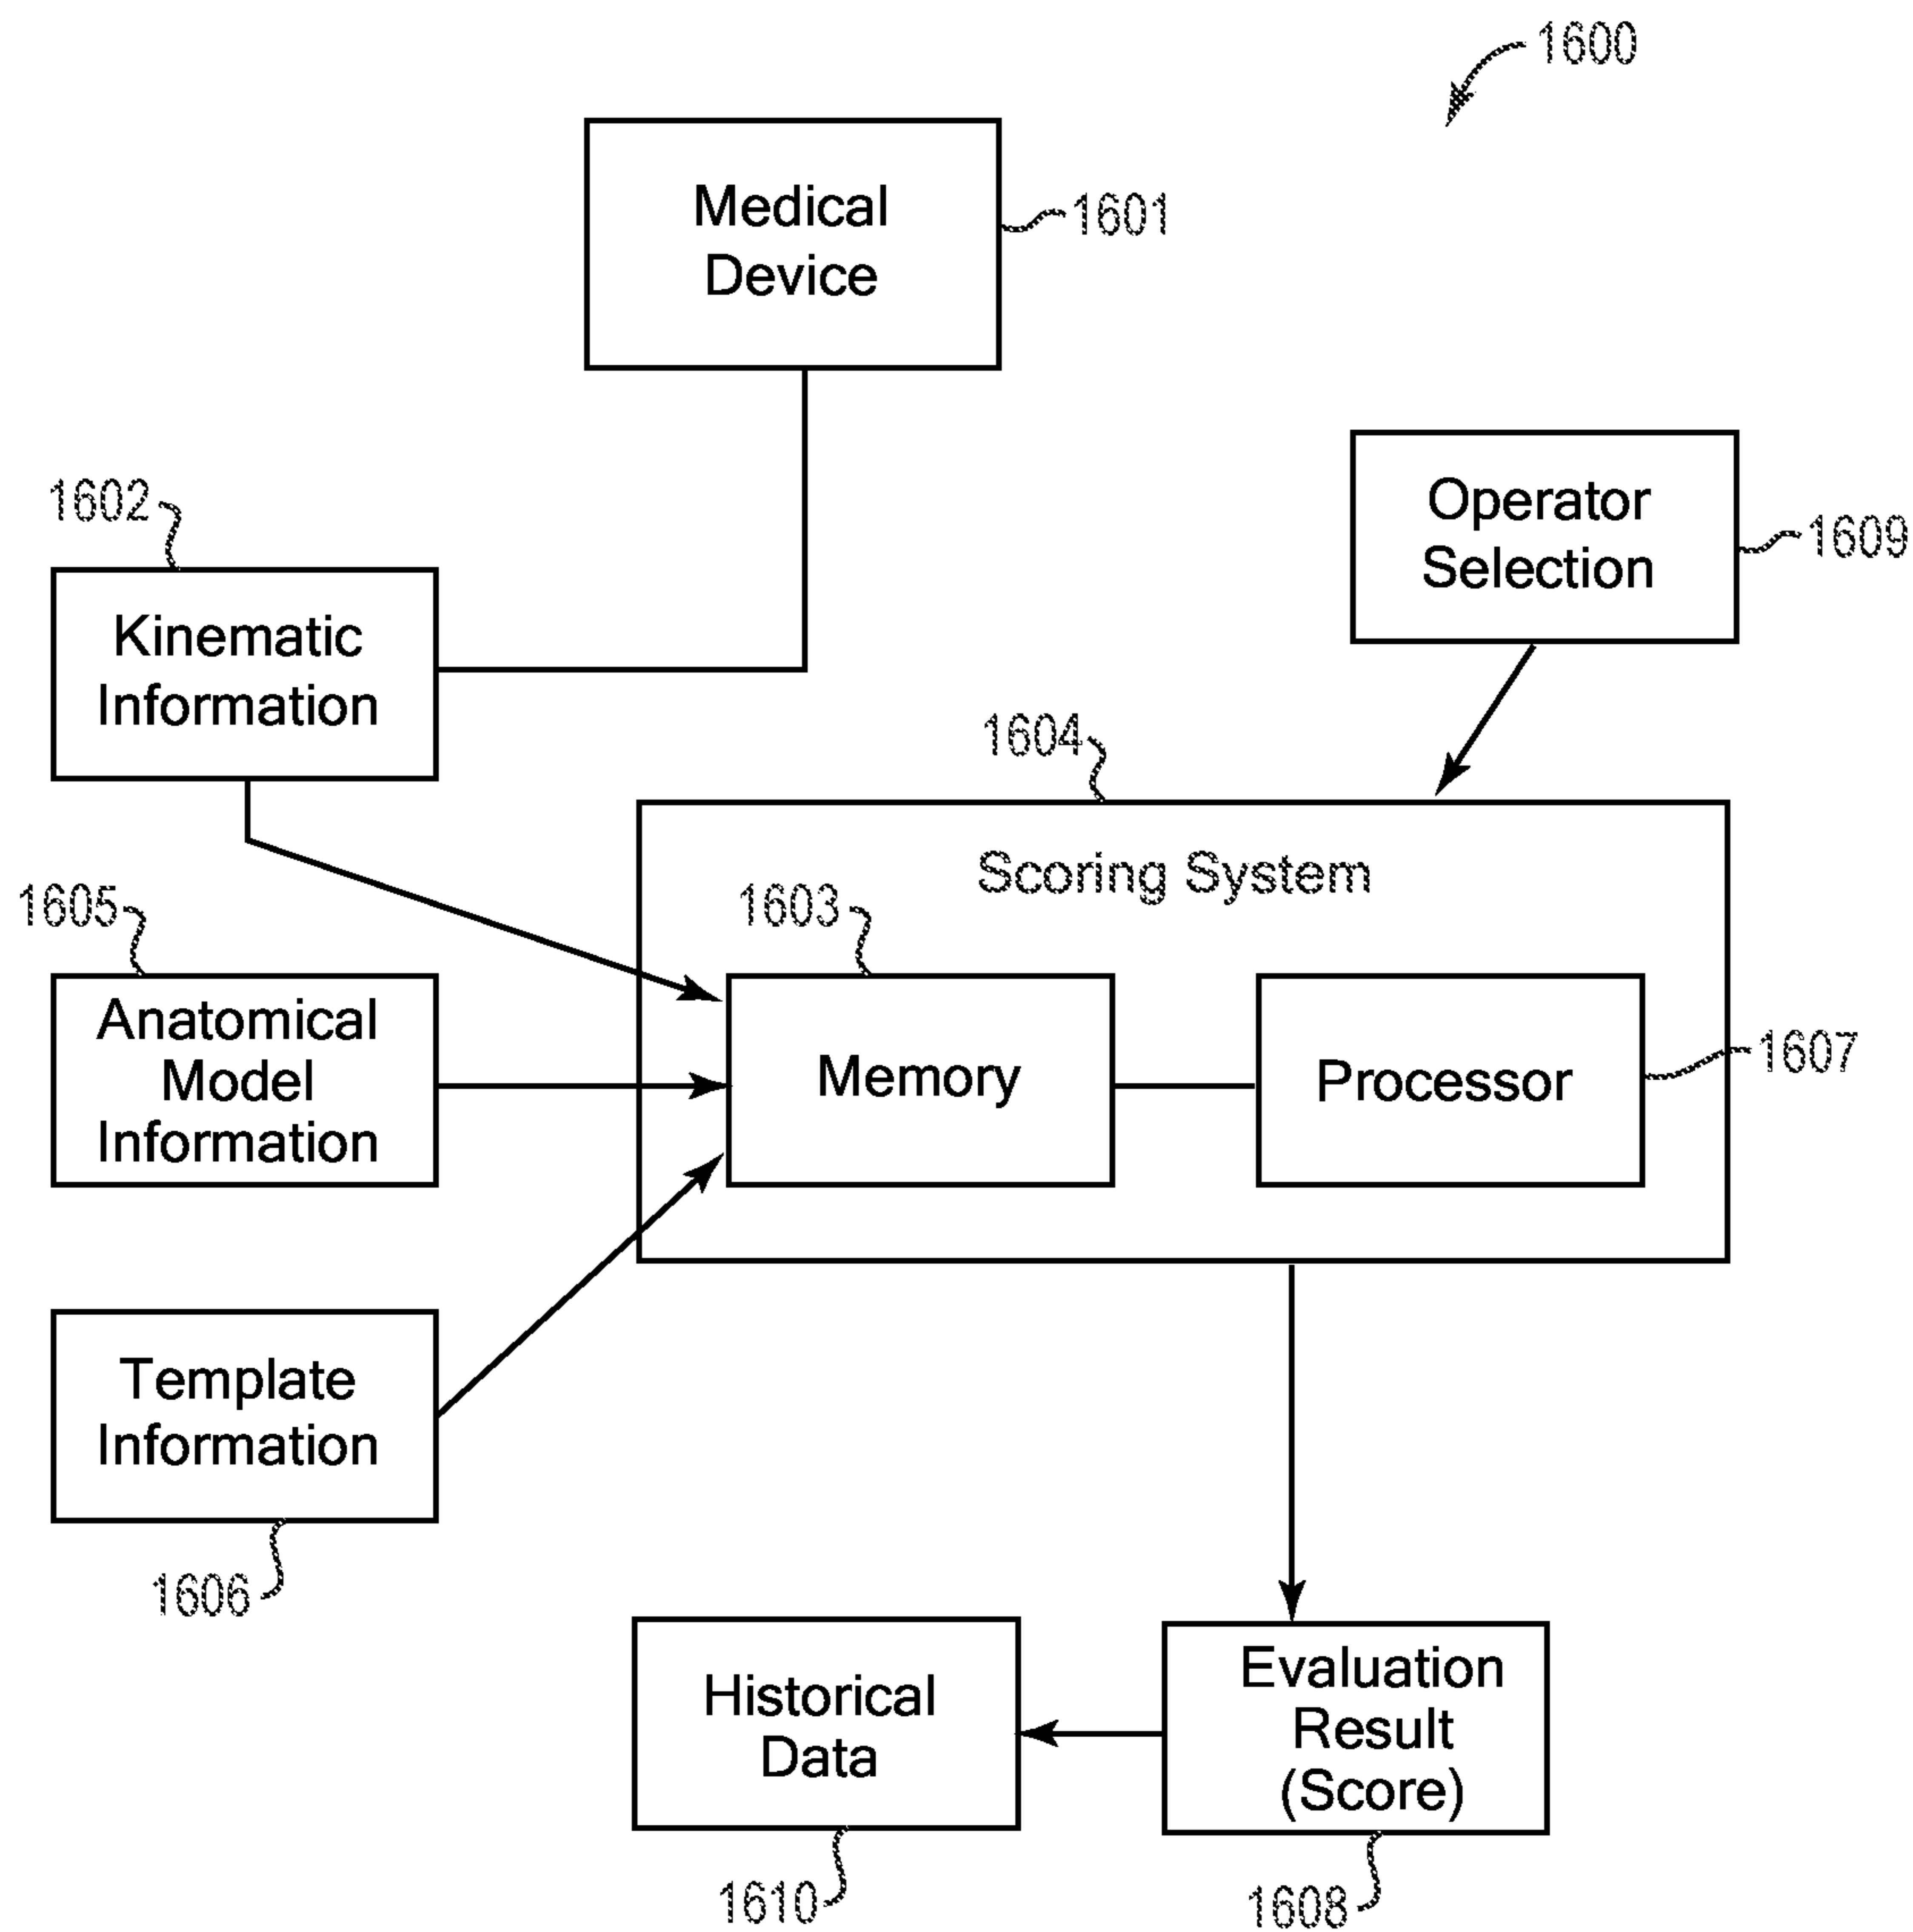 1600
Medical
Device
1601
Operator
Selection
1609
1602
Kinematic
Information
1604
Scoring System
1605
1603
Anatomical
Model
Information
Memory
Processor
1607
Template
Information
1606
Historical
Data
Evaluation
Result
(Score)
1610
1608